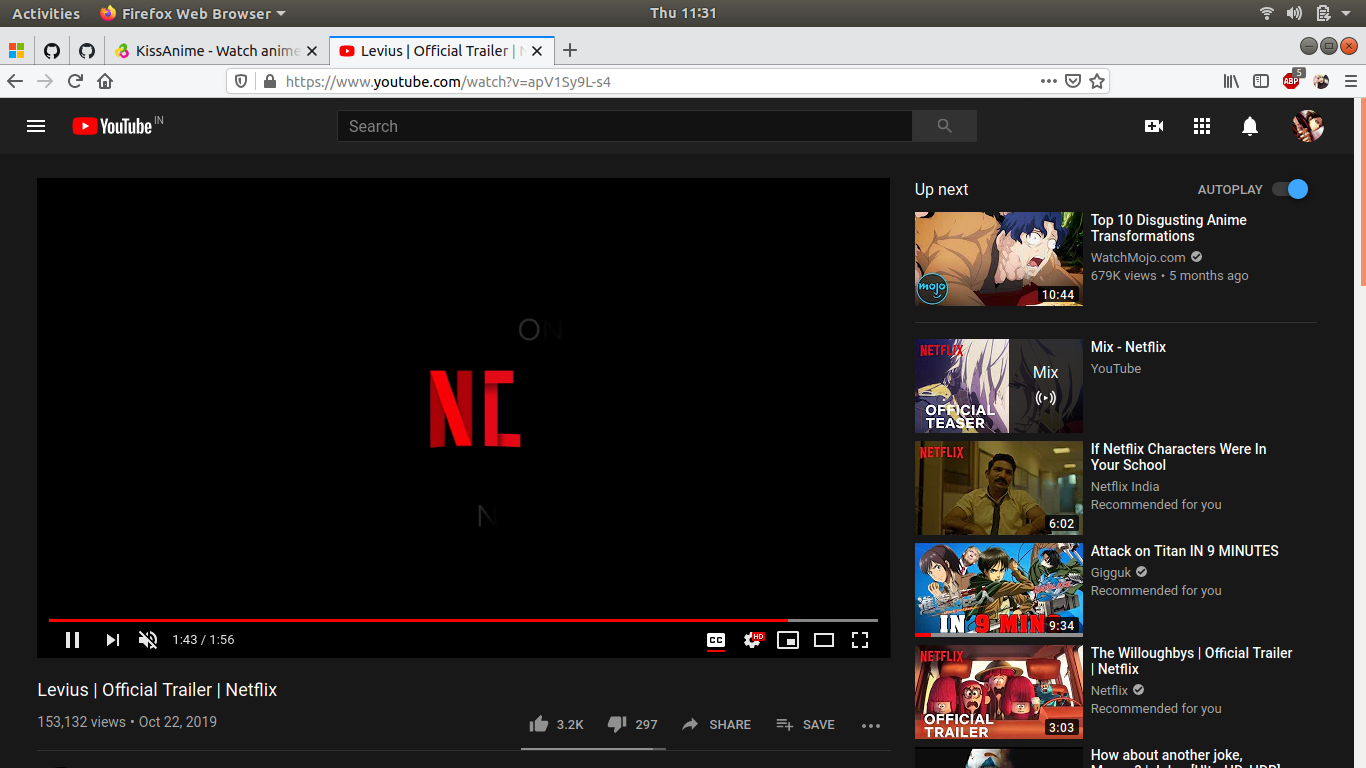 Activities
Firefox Web Browser
Thu 11:31
KissAnime - Watch anime
Levius | Official Trailer | N
https://www.youtube.com/watch?v=apV1Sy9L-s4
ABP
5
YouTube IN
Search
ON
N
1:43 / 1:56
CC
HD
Levius | Official Trailer | Netflix
153,132 views • Oct 22, 2019
3.2K
297
SHARE
SAVE
Up next
AUTOPLAY
mojo
10:44
Top 10 Disgusting Anime
Transformations
WatchMojo.com
679K views • 5 months ago
NETFLIX
OFFICIAL
TEASER
Mix
Mix - Netflix
YouTube
NETFLIX
6:02
If Netflix Characters Were In
Your School
Netflix India
Recommended for you
IN 9 MIN
9:34
Attack on Titan IN 9 MINUTES
Gigguk
Recommended for you
NETFLIX
OFFICIAL
TRAILER
3:03
The Willoughbys | Official Trailer
| Netflix
Netflix
Recommended for you
How about another joke,